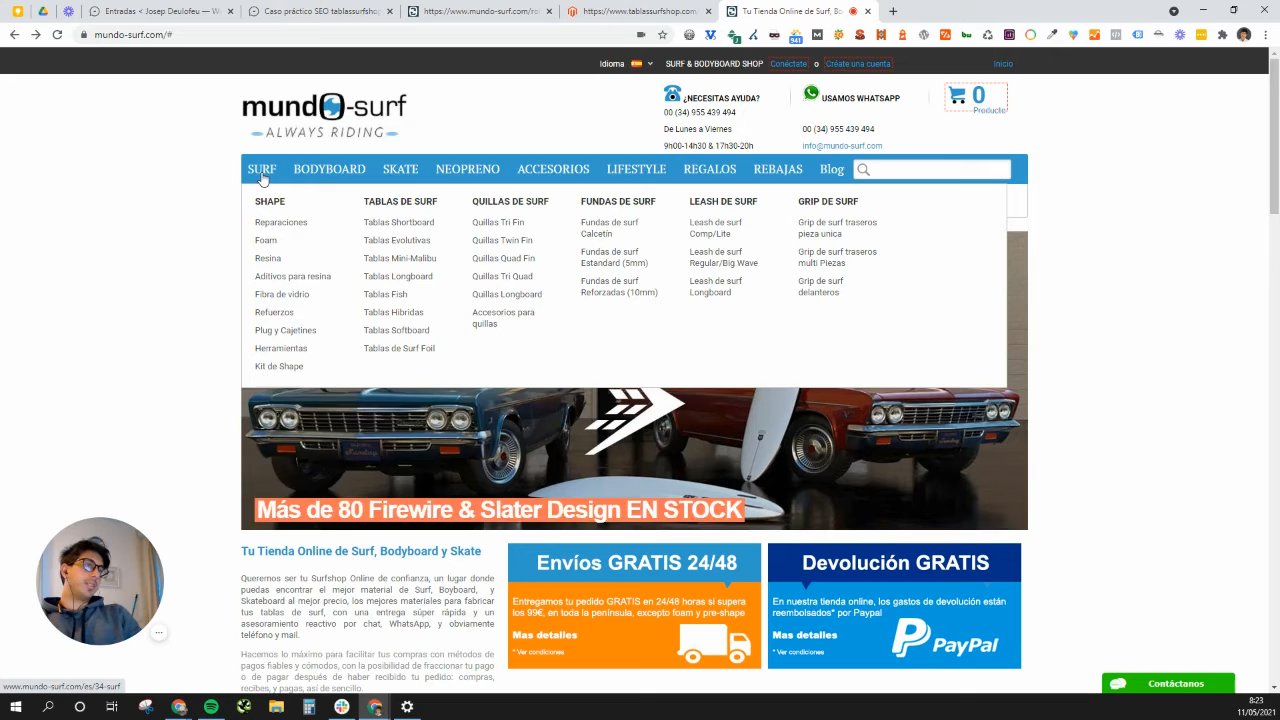 Entradas < Josep Deulofeu — W
Caso práctico SEO tablassurfshop
https://www.mundo-surf.com/
https://www.tablassurfshop.com
Tu Tienda Online de Surf, Bod
mundo-surf.com/#
Idioma
SURF & BODYBOARD SHOP Conéctate o Créate una cuenta
Inicio
mundo-surf
ALWAYS RIDING
¿NECESITAS AYUDA?
00 (34) 955 439 494
De Lunes a Viernes
9h00-14h30 & 17h30-20h
USAMOS WHATSAPP
00 (34) 955 439 494
info@mundo-surf.com
0
Producto
SURF BODYBOARD SKATE NEOPRENO ACCESORIOS LIFESTYLE REGALOS REBAJAS Blog
SHAPE
Reparaciones
Foam
Resina
Aditivos para resina
Fibra de vidrio
Refuerzos
Plug y Cajetines
Herramientas
Kit de Shape
TABLAS DE SURF
Tablas Shortboard
Tablas Evolutivas
Tablas Mini-Malibu
Tablas Longboard
Tablas Fish
Tablas Hibridas
Tablas Softboard
Tablas de Surf Foil
QUILLAS DE SURF
Quillas Tri Fin
Quillas Twin Fin
Quillas Quad Fin
Quillas Tri Quad
Quillas Longboard
Accesorios para
quillas
FUNDAS DE SURF
Fundas de surf
Calcetín
Fundas de surf
Estandard (5mm)
Fundas de surf
Reforzadas (10mm)
LEASH DE SURF
Leash de surf
Comp/Lite
Leash de surf
Regular/Big Wave
Leash de surf
Longboard
GRIP DE SURF
Grip de surf traseros
pieza unica
Grip de surf traseros
multi Piezas
Grip de surf
delanteros
Más de 80 Firewire & Slater Design EN STOCK
Tu Tienda Online de Surf, Bodyboard y Skate
Queremos ser tu Surfshop Online de confianza, un lugar donde
puedas encontrar el mejor material de Surf, Boyboard, y
Skateboard al mejor precio, los mejores materiales para fabricar
tus tablas de surf, con una entrega súper rápida y un
asesoramiento reactivo por chat, WhatsApp, y obviamente
teléfono y mail.
Hacemos lo máximo para facilitar tus compras con métodos de
pagos fiables y cómodos, con la posibilidad de fraccionar tu pago
o de pagar después de haber recibido tu pedido: compras,
recibes, y pagas, así de sencillo.
Envíos GRATIS 24/48
Entregamos tu pedido GRATIS en 24/48 horas si supera
los 99€, en toda la península, excepto foam y pre-shape
Mas detalles
* Ver condiciones
Devolución GRATIS
En nuestra tienda online, los gastos de devolución están
reembolsados* por Paypal
Mas detalles
* Ver condiciones
PayPal
www.mundo-surf.com/es/34-surf
Contáctanos
8:23
11/05/2021